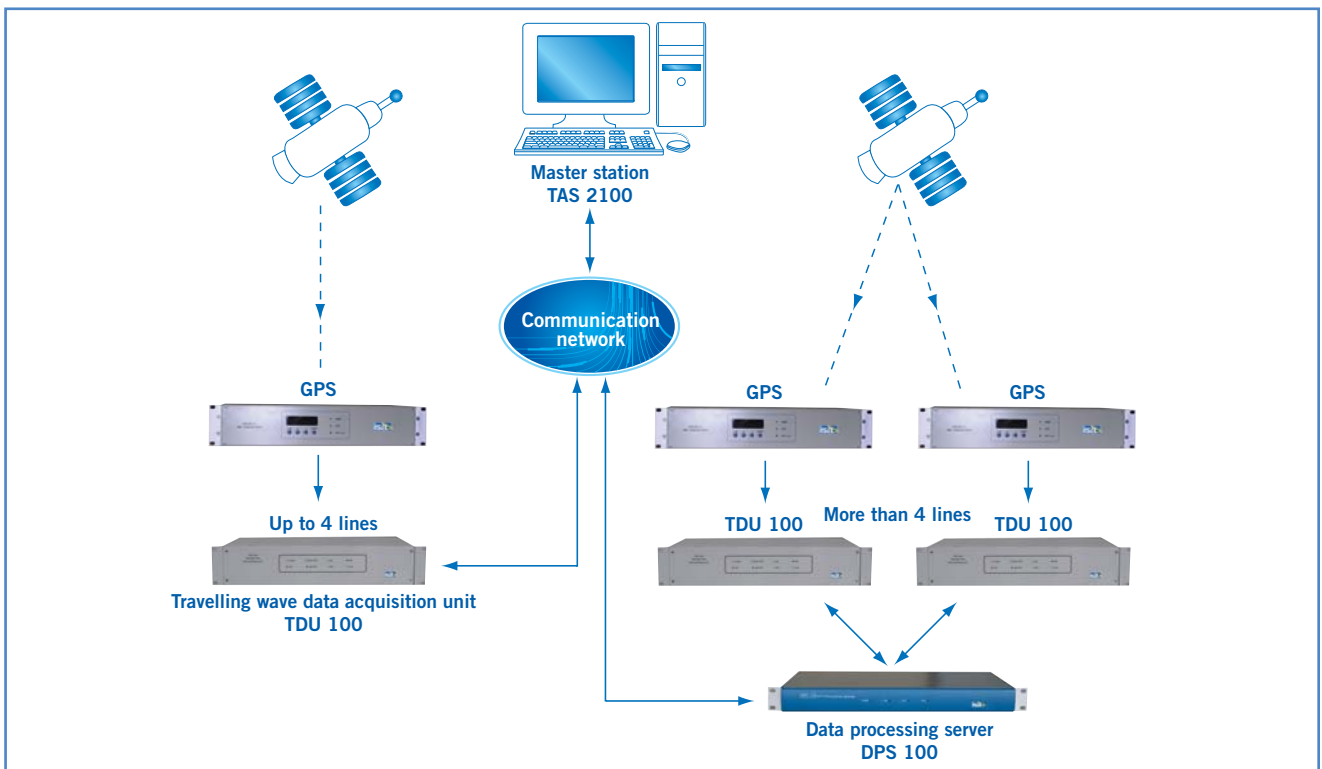 Master station
TAS 2100
Communication
network
GPS
GPS
GPS
Up to 4 lines
TDU 100
More than 4 lines
TDU 100
Travelling wave data acquisition unit
TDU 100
Data processing server
DPS 100